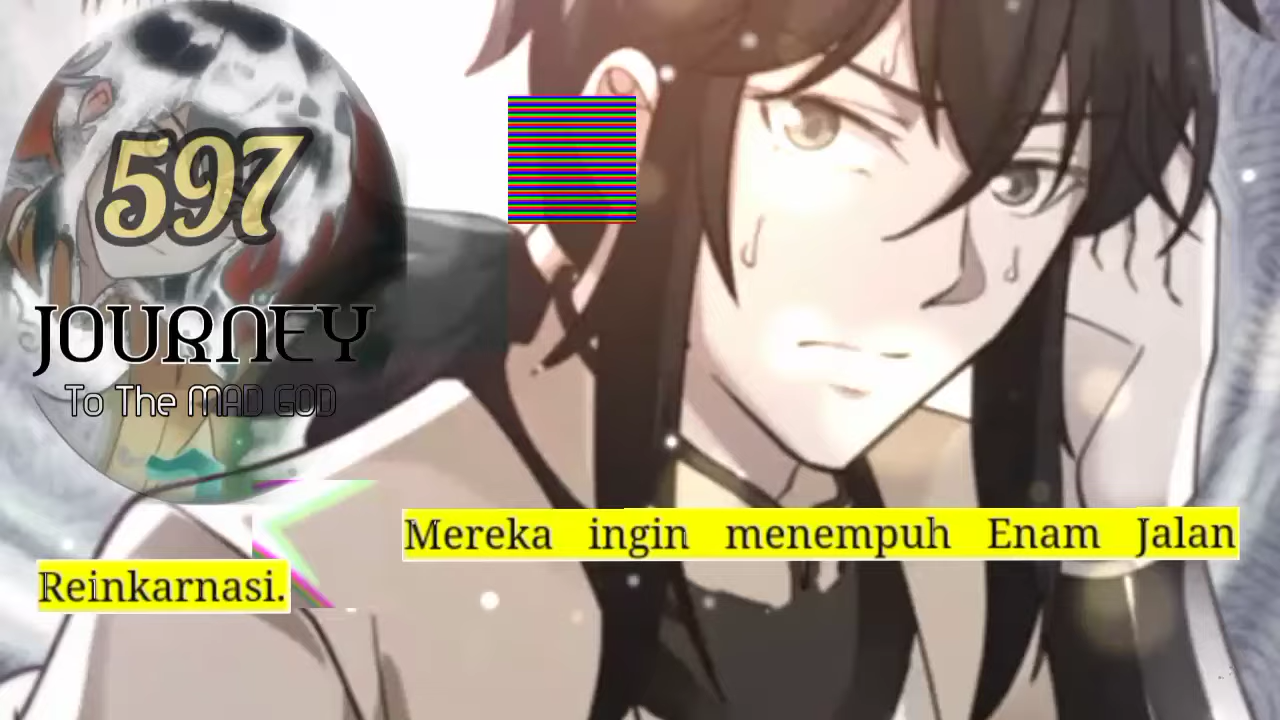 597
JOURNEY
To The MAD GOD
Mereka ingin menempuh Enam Jalan
Reinkarnasi.